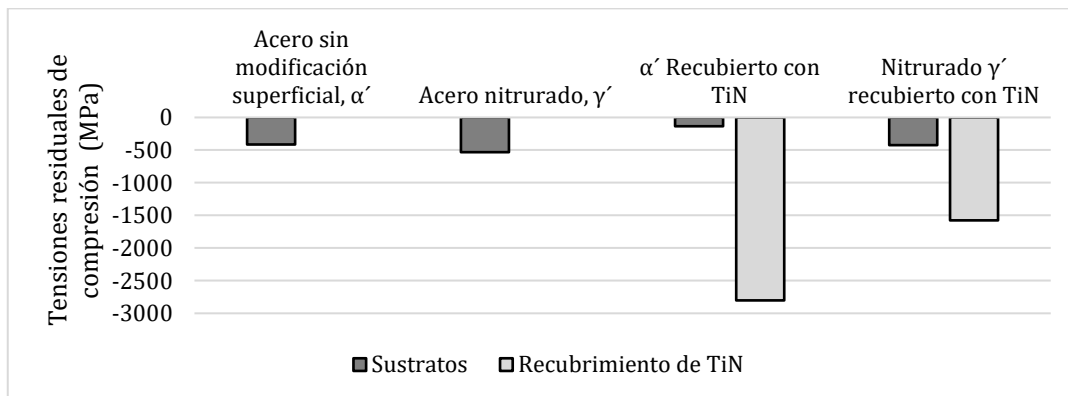 Acero sin
modificación
superficial, α´
Acero nitrurado, γ´
α´ Recubierto con
TiN
Nitrurado γ´
recubierto con TiN
Tensiones residuales de
compresión (MPa)
0
-500
-1000
-1500
-2000
-2500
-3000
Sustratos
Recubrimiento de TiN